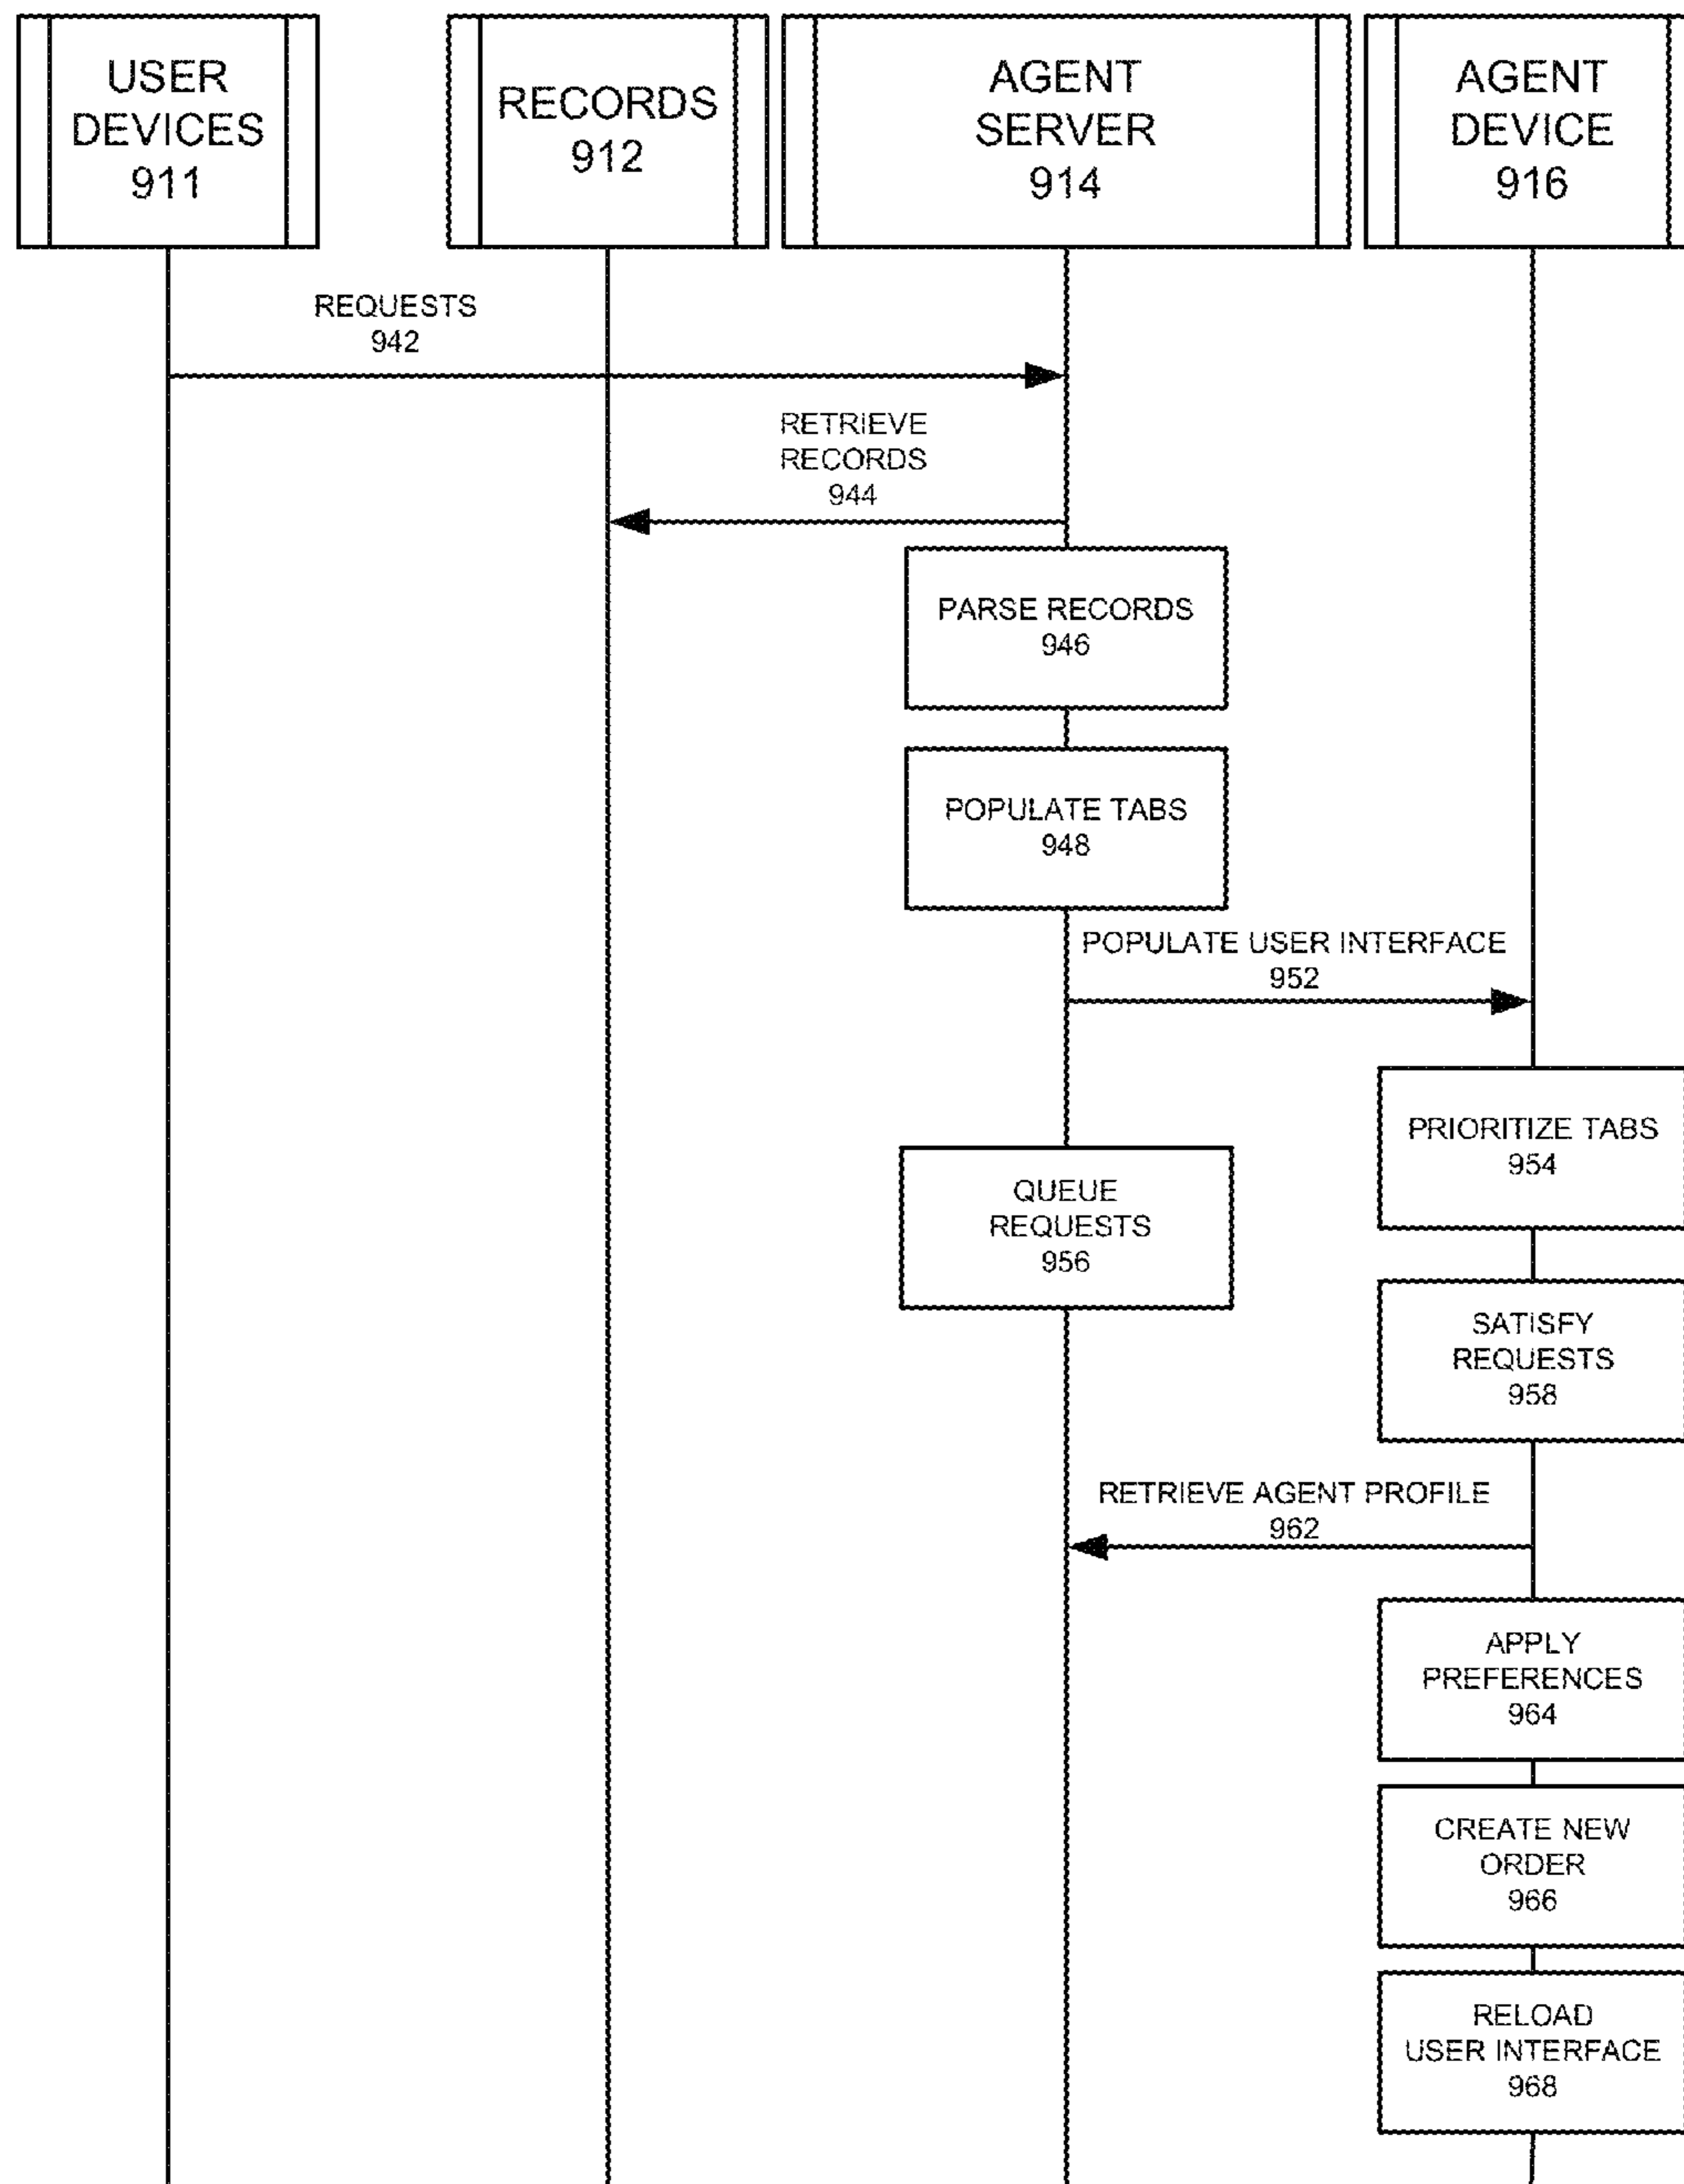 USER
DEVICES
911
RECORDS
912
AGENT
SERVER
914
AGENT
DEVICE
916
REQUESTS
942
RETRIEVE
RECORDS
944
PARSE RECORDS
946
POPULATE TABS
948
POPULATE USER INTERFACE
952
PRIORITIZE TABS
954
QUEUE
REQUESTS
956
SATISFY
REQUESTS
958
RETRIEVE AGENT PROFILE
962
APPLY
PREFERENCES
964
CREATE NEW
ORDER
966
RELOAD
USER INTERFACE
968